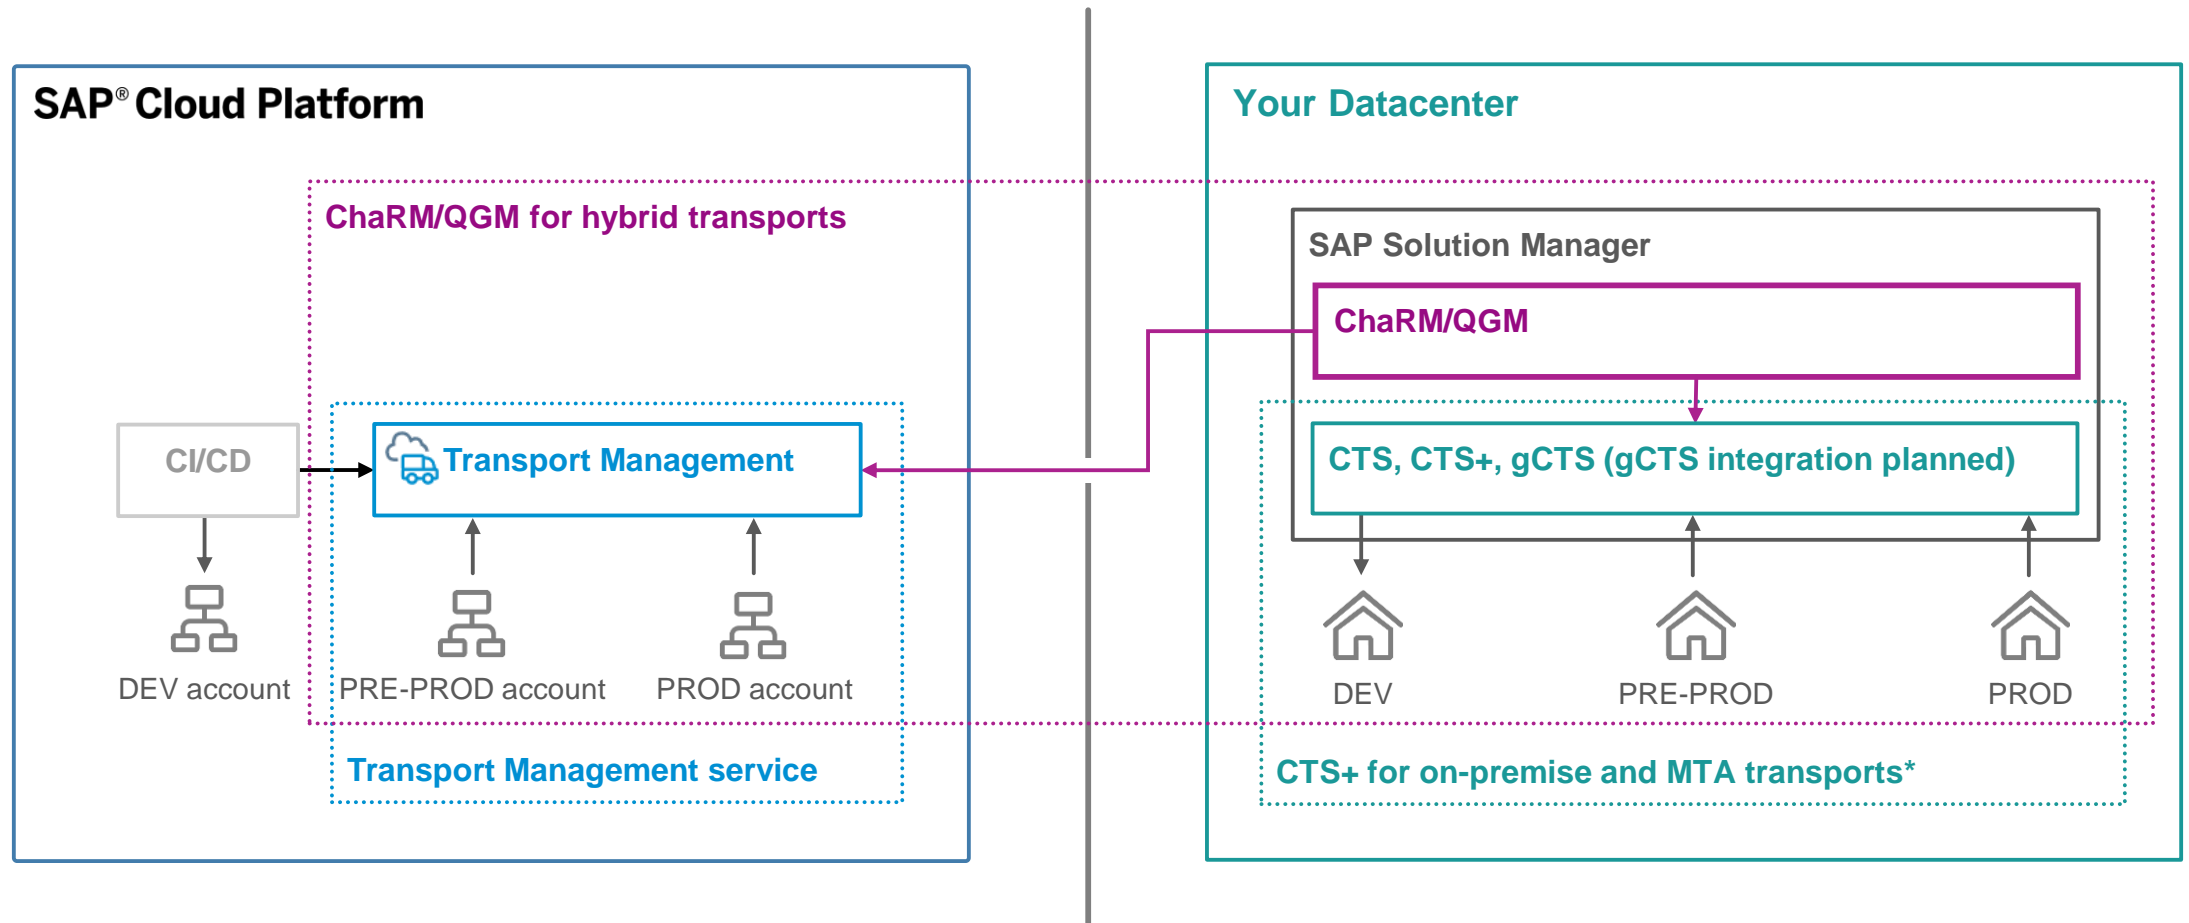 SAP® Cloud Platform
Your Datacenter
ChaRM/QGM for hybrid transports
SAP Solution Manager
ChaRM/QGM
CI/CD
Transport Management
CTS, CTS+, gCTS (gCTS integration planned)
DEV account
PRE-PROD account
PROD account
DEV
PRE-PROD
PROD
Transport Management service
CTS+ for on-premise and MTA transports*